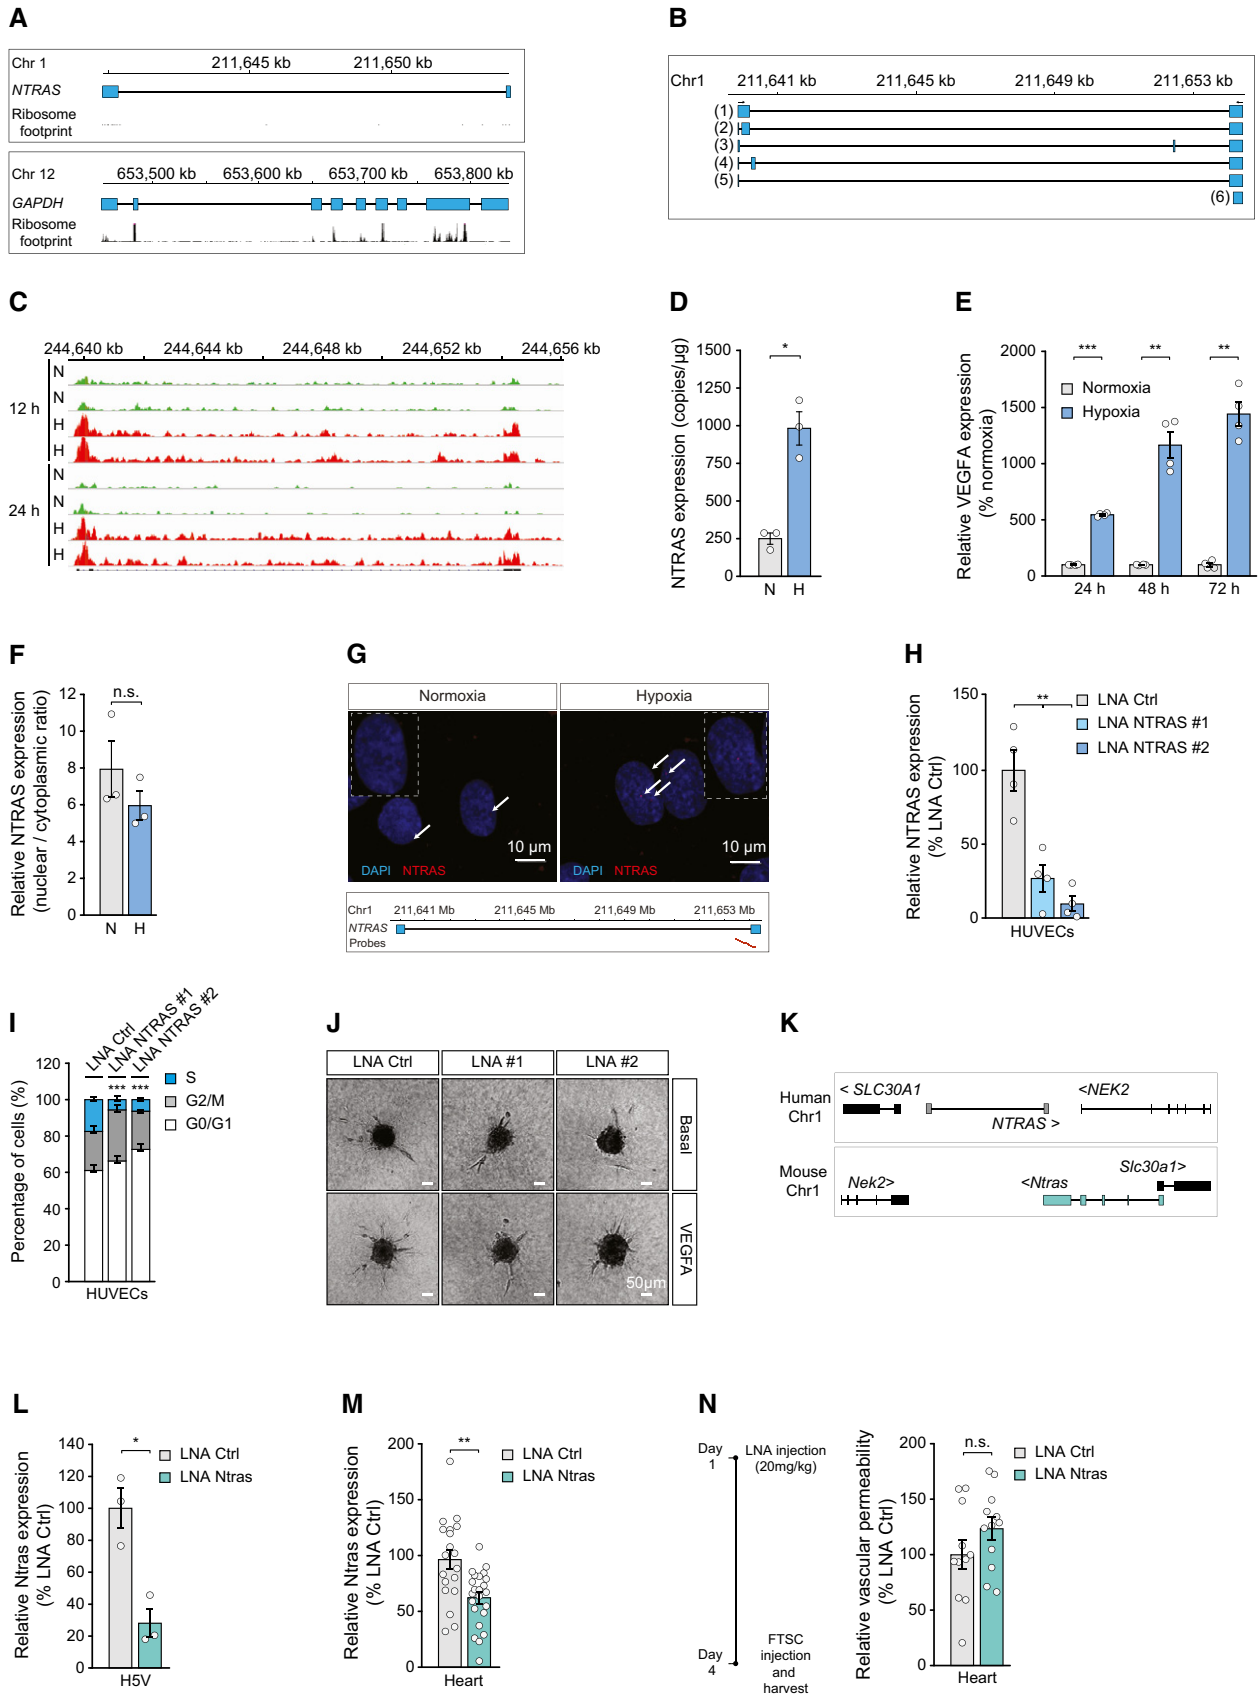 A
Chr 1
211,645 kb
211,650 kb
NTRAS
Ribosome
footprint
Chr 12
653,500 kb
653,600 kb
653,700 kb
653,800 kb
GAPDH
Ribosome
footprint
B
Chr1
211,641 kb
211,645 kb
211,649 kb
211,653 kb
(1)
(2)
(3)
(4)
(5)
(6)
C
244,640 kb
244,644 kb
244,648 kb
244,652 kb
244,656 kb
N
N
12 h
H
H
N
N
24 h
H
H
D
NTRAS expression (copies/µg)
1500
1250
1000
750
500
250
0
*
N
H
E
Relative VEGFA expression
(% normoxia)
2000
1500
1000
500
0
***
**
**
Normoxia
Hypoxia
24 h
48 h
72 h
F
Relative NTRAS expression
(nuclear / cytoplasmic ratio)
12
10
8
6
4
2
0
n.s.
N
H
G
Normoxia
Hypoxia
10 µm
10 µm
DAPI
NTRAS
DAPI
NTRAS
Chr1
211,641 Mb
211,645 Mb
211,649 Mb
211,653 Mb
NTRAS
Probes
H
Relative NTRAS expression
(% LNA Ctrl)
150
100
50
0
**
LNA Ctrl
LNA NTRAS #1
LNA NTRAS #2
HUVECs
I
Percentage of cells (%)
120
100
80
60
40
20
0
LNA Ctrl
LNA NTRAS #1
LNA NTRAS #2
***
***
S
G2/M
G0/G1
HUVECs
J
LNA Ctrl
LNA #1
LNA #2
Basal
VEGFA
50µm
K
Human
Chr1
< SLC30A1
NTRAS >
<NEK2
Mouse
Chr1
Nek2>
<Ntras
Slc30a1>
L
Relative Ntras expression
(% LNA Ctrl)
140
120
100
80
60
40
20
0
*
LNA Ctrl
LNA Ntras
H5V
M
Relative Ntras expression
(% LNA Ctrl)
200
150
100
50
0
**
LNA Ctrl
LNA Ntras
Heart
N
Day
1
LNA injection
(20mg/kg)
Day
4
FTSC
injection
and
harvest
Relative vascular permeability
(% LNA Ctrl)
200
150
100
50
0
n.s.
LNA Ctrl
LNA Ntras
Heart